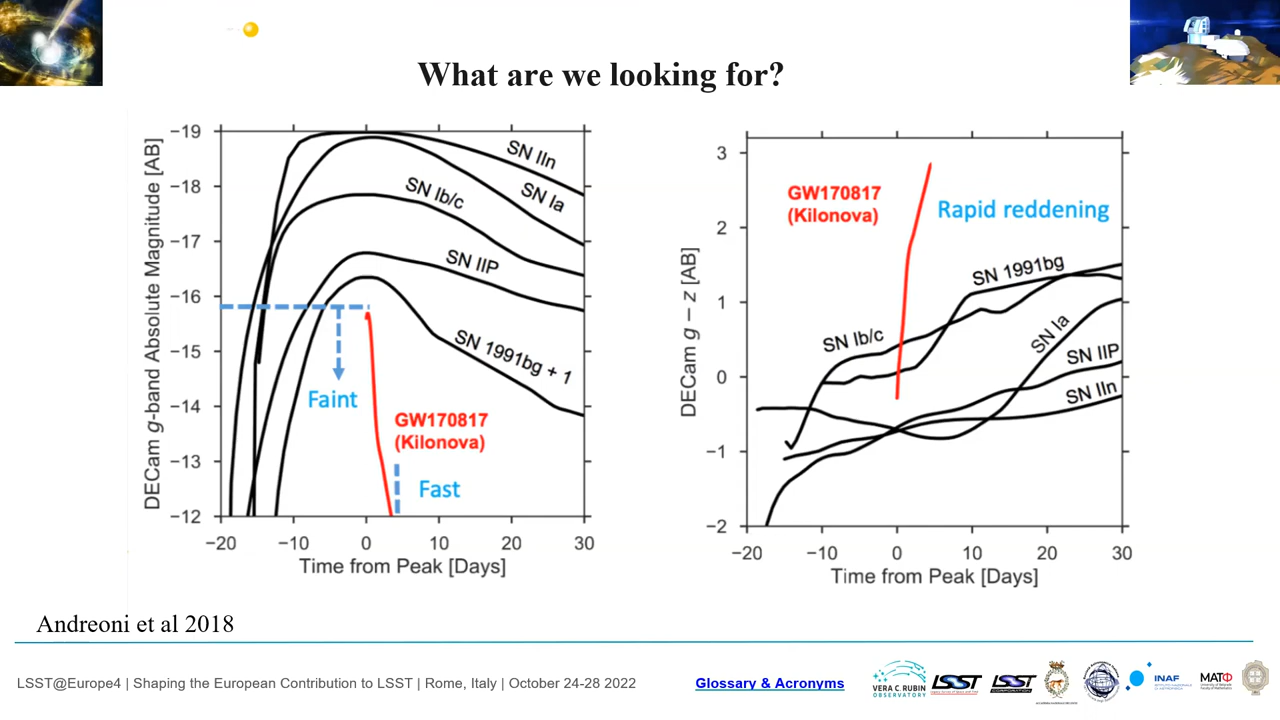 What are we looking for?
DECam g-band Absolute Magnitude [AB]
−19
−18
−17
−16
−15
−14
−13
−12
SN IIn
SN Ia
SN Ib/c
SN IIP
SN 1991bg + 1
Faint
GW170817
(Kilonova)
Fast
−20
−10
0
10
20
30
Time from Peak [Days]
DECam g − z [AB]
3
2
1
0
−1
−2
GW170817
(Kilonova)
Rapid reddening
SN 1991bg
SN Ib/c
SN Ia
SN IIP
SN IIn
−20
−10
0
10
20
30
Time from Peak [Days]
Andreoni et al 2018
LSST@Europe4 | Shaping the European Contribution to LSST | Rome, Italy | October 24-28 2022
Glossary & Acronyms
VERA C. RUBIN
OBSERVATORY
LSST
LSST
CORPORATION
INAF